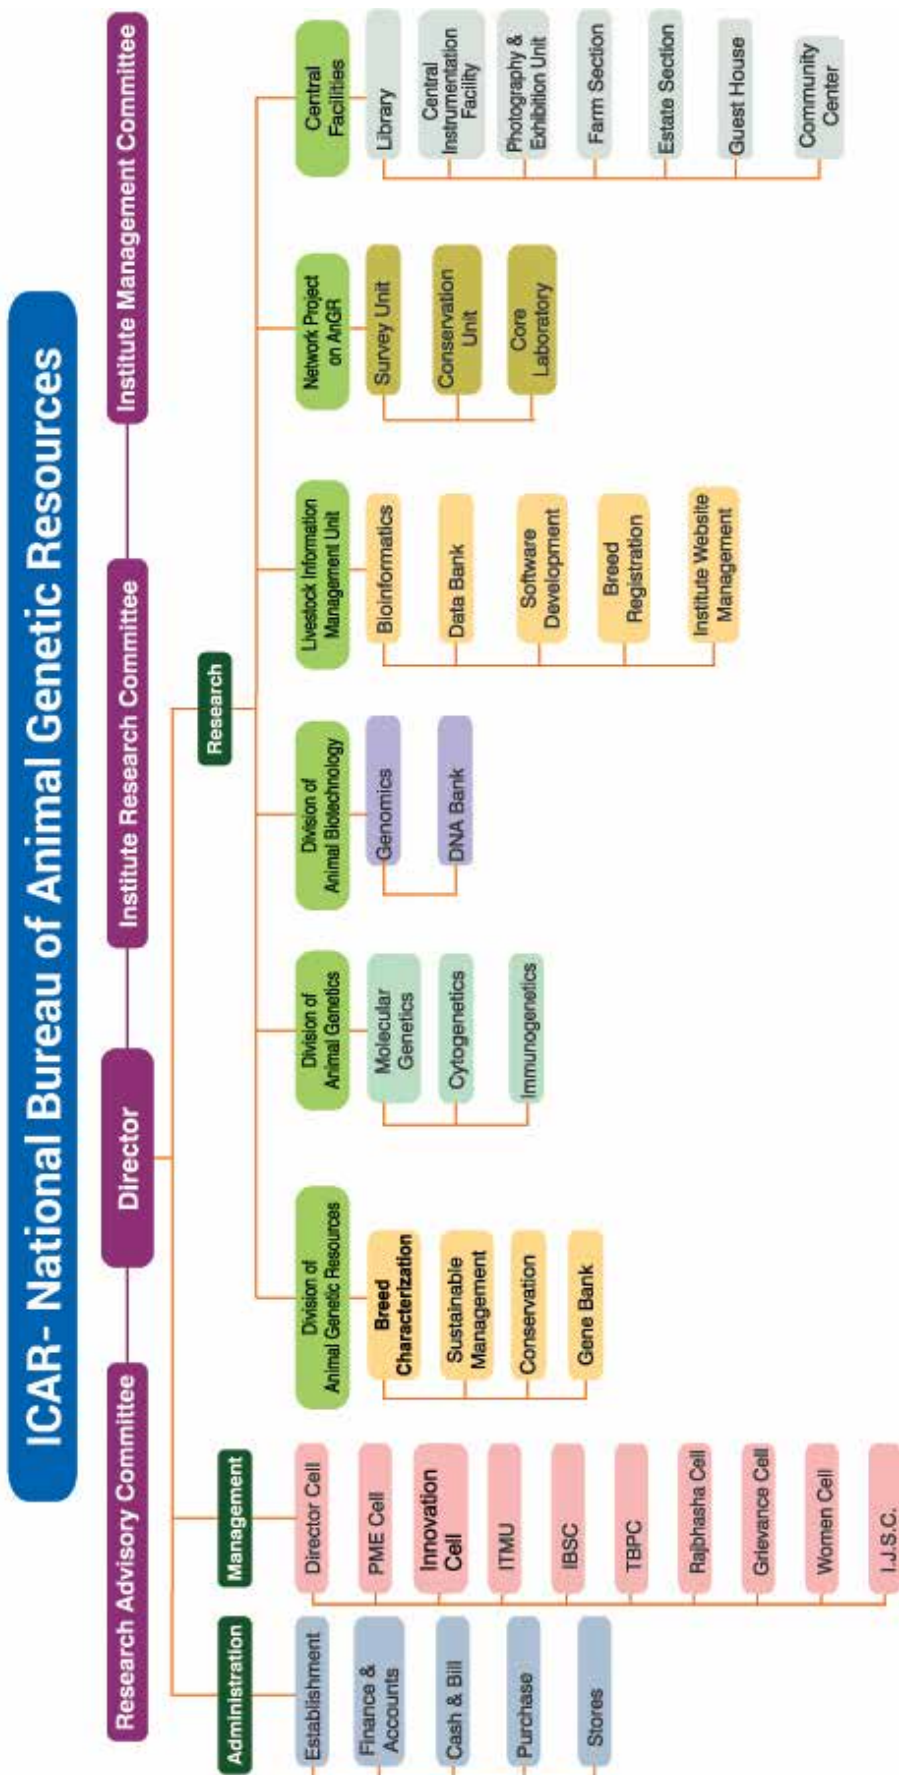 ICAR- National Bureau of Animal Genetic Resources
Research Advisory Committee
Director
Institute Research Committee
Institute Management Committee
Administration
Management
Research
Establishment
Finance &
Accounts
Cash & Bill
Purchase
Stores
Director Cell
PME Cell
Innovation
Cell
ITMU
IBSC
TBPC
Rajbhasha Cell
Grievance Cell
Women Cell
I.J.S.C.
Division of
Animal Genetic Resources
Breed
Characterization
Sustainable
Management
Conservation
Gene Bank
Division of
Animal Genetics
Molecular
Genetics
Cytogenetics
Immunogenetics
Division of
Animal Biotechnology
Genomics
DNA Bank
Livestock Information
Management Unit
Bioinformatics
Data Bank
Software
Development
Breed
Registration
Institute Website
Management
Network Project
on AnGR
Survey Unit
Conservation
Unit
Core
Laboratory
Central
Facilities
Library
Central
Instrumentation
Facility
Photography &
Exhibition Unit
Farm Section
Estate Section
Guest House
Community
Center